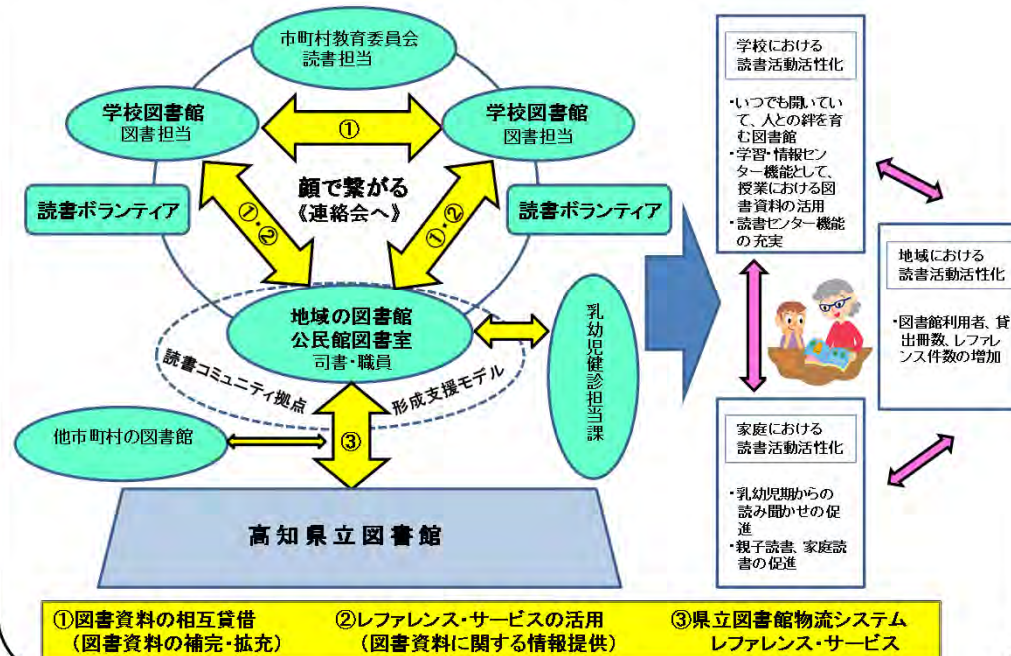 市町村教育委員会
読書担当
学校図書館
図書担当
①
学校図書館
図書担当
顔で繋がる
《連絡会へ》
読書ボランティア
①・②
①・②
読書ボランティア
地域の図書館
公民館図書室
司書・職員
読書コミュニティ拠点
形成支援モデル
乳幼児健診担当課
他市町村の図書館
③
高知県立図書館
学校における
読書活動活性化
・いつでも開いてい
て、人との絆を育
む図書館
・学習・情報セン
ター機能として、
授業における図
書資料の活用
・読書センター機能
の充実
地域における
読書活動活性化
・図書館利用者、貸
出冊数、レファレ
ンス件数の増加
家庭における
読書活動活性化
・乳幼児期からの
読み聞かせの促
進
・親子読書、家庭読
書の促進
①図書資料の相互貸借
（図書資料の補完・拡充）
②レファレンス・サービスの活用
（図書資料に関する情報提供）
③県立図書館物流システム
レファレンス・サービス